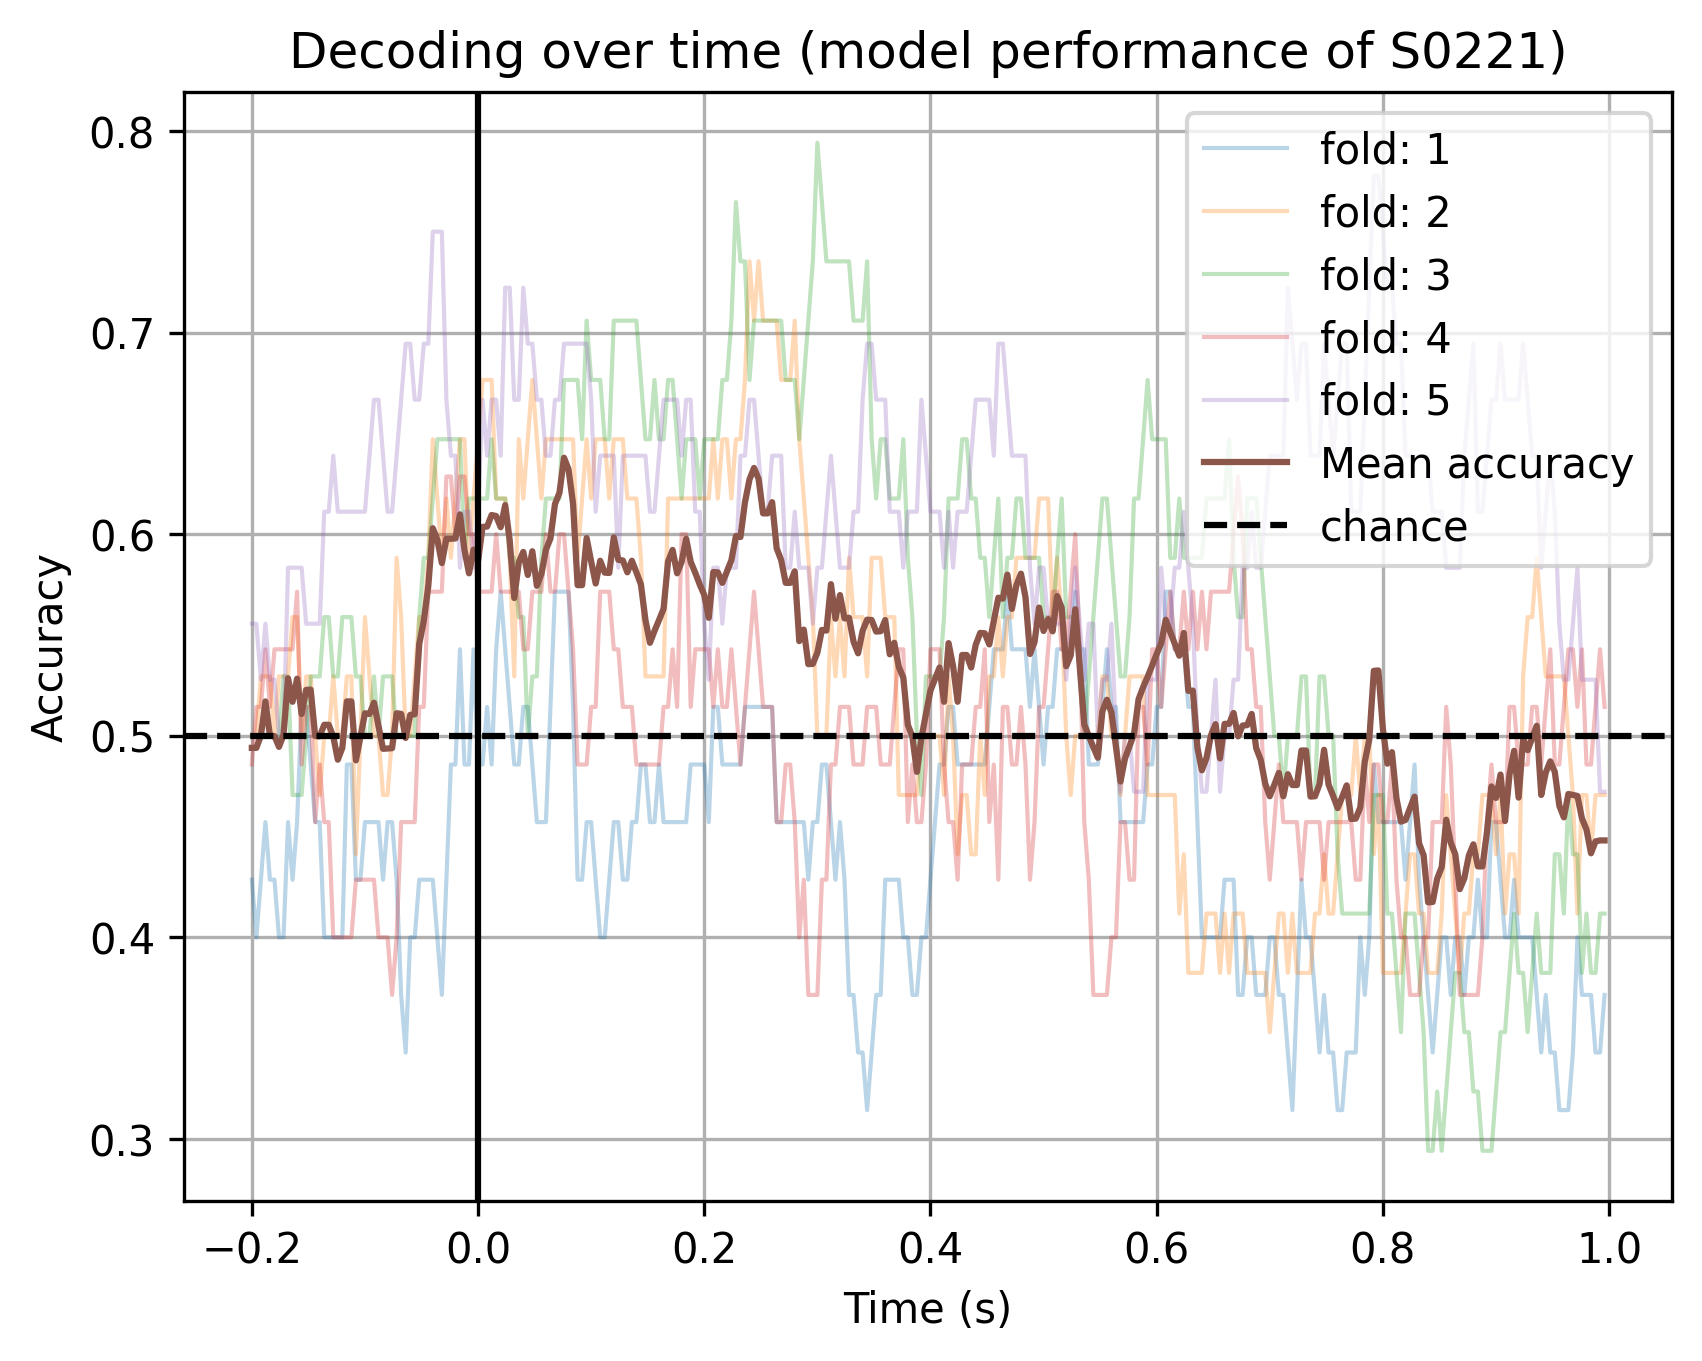 Decoding over time (model performance of S0221)
0.8
0.7
0.6
0.5
0.4
0.3
Accuracy
fold: 1
fold: 2
fold: 3
fold: 4
fold: 5
Mean accuracy
chance
−0.2 0.0 0.2 0.4 0.6 0.8 1.0
Time (s)